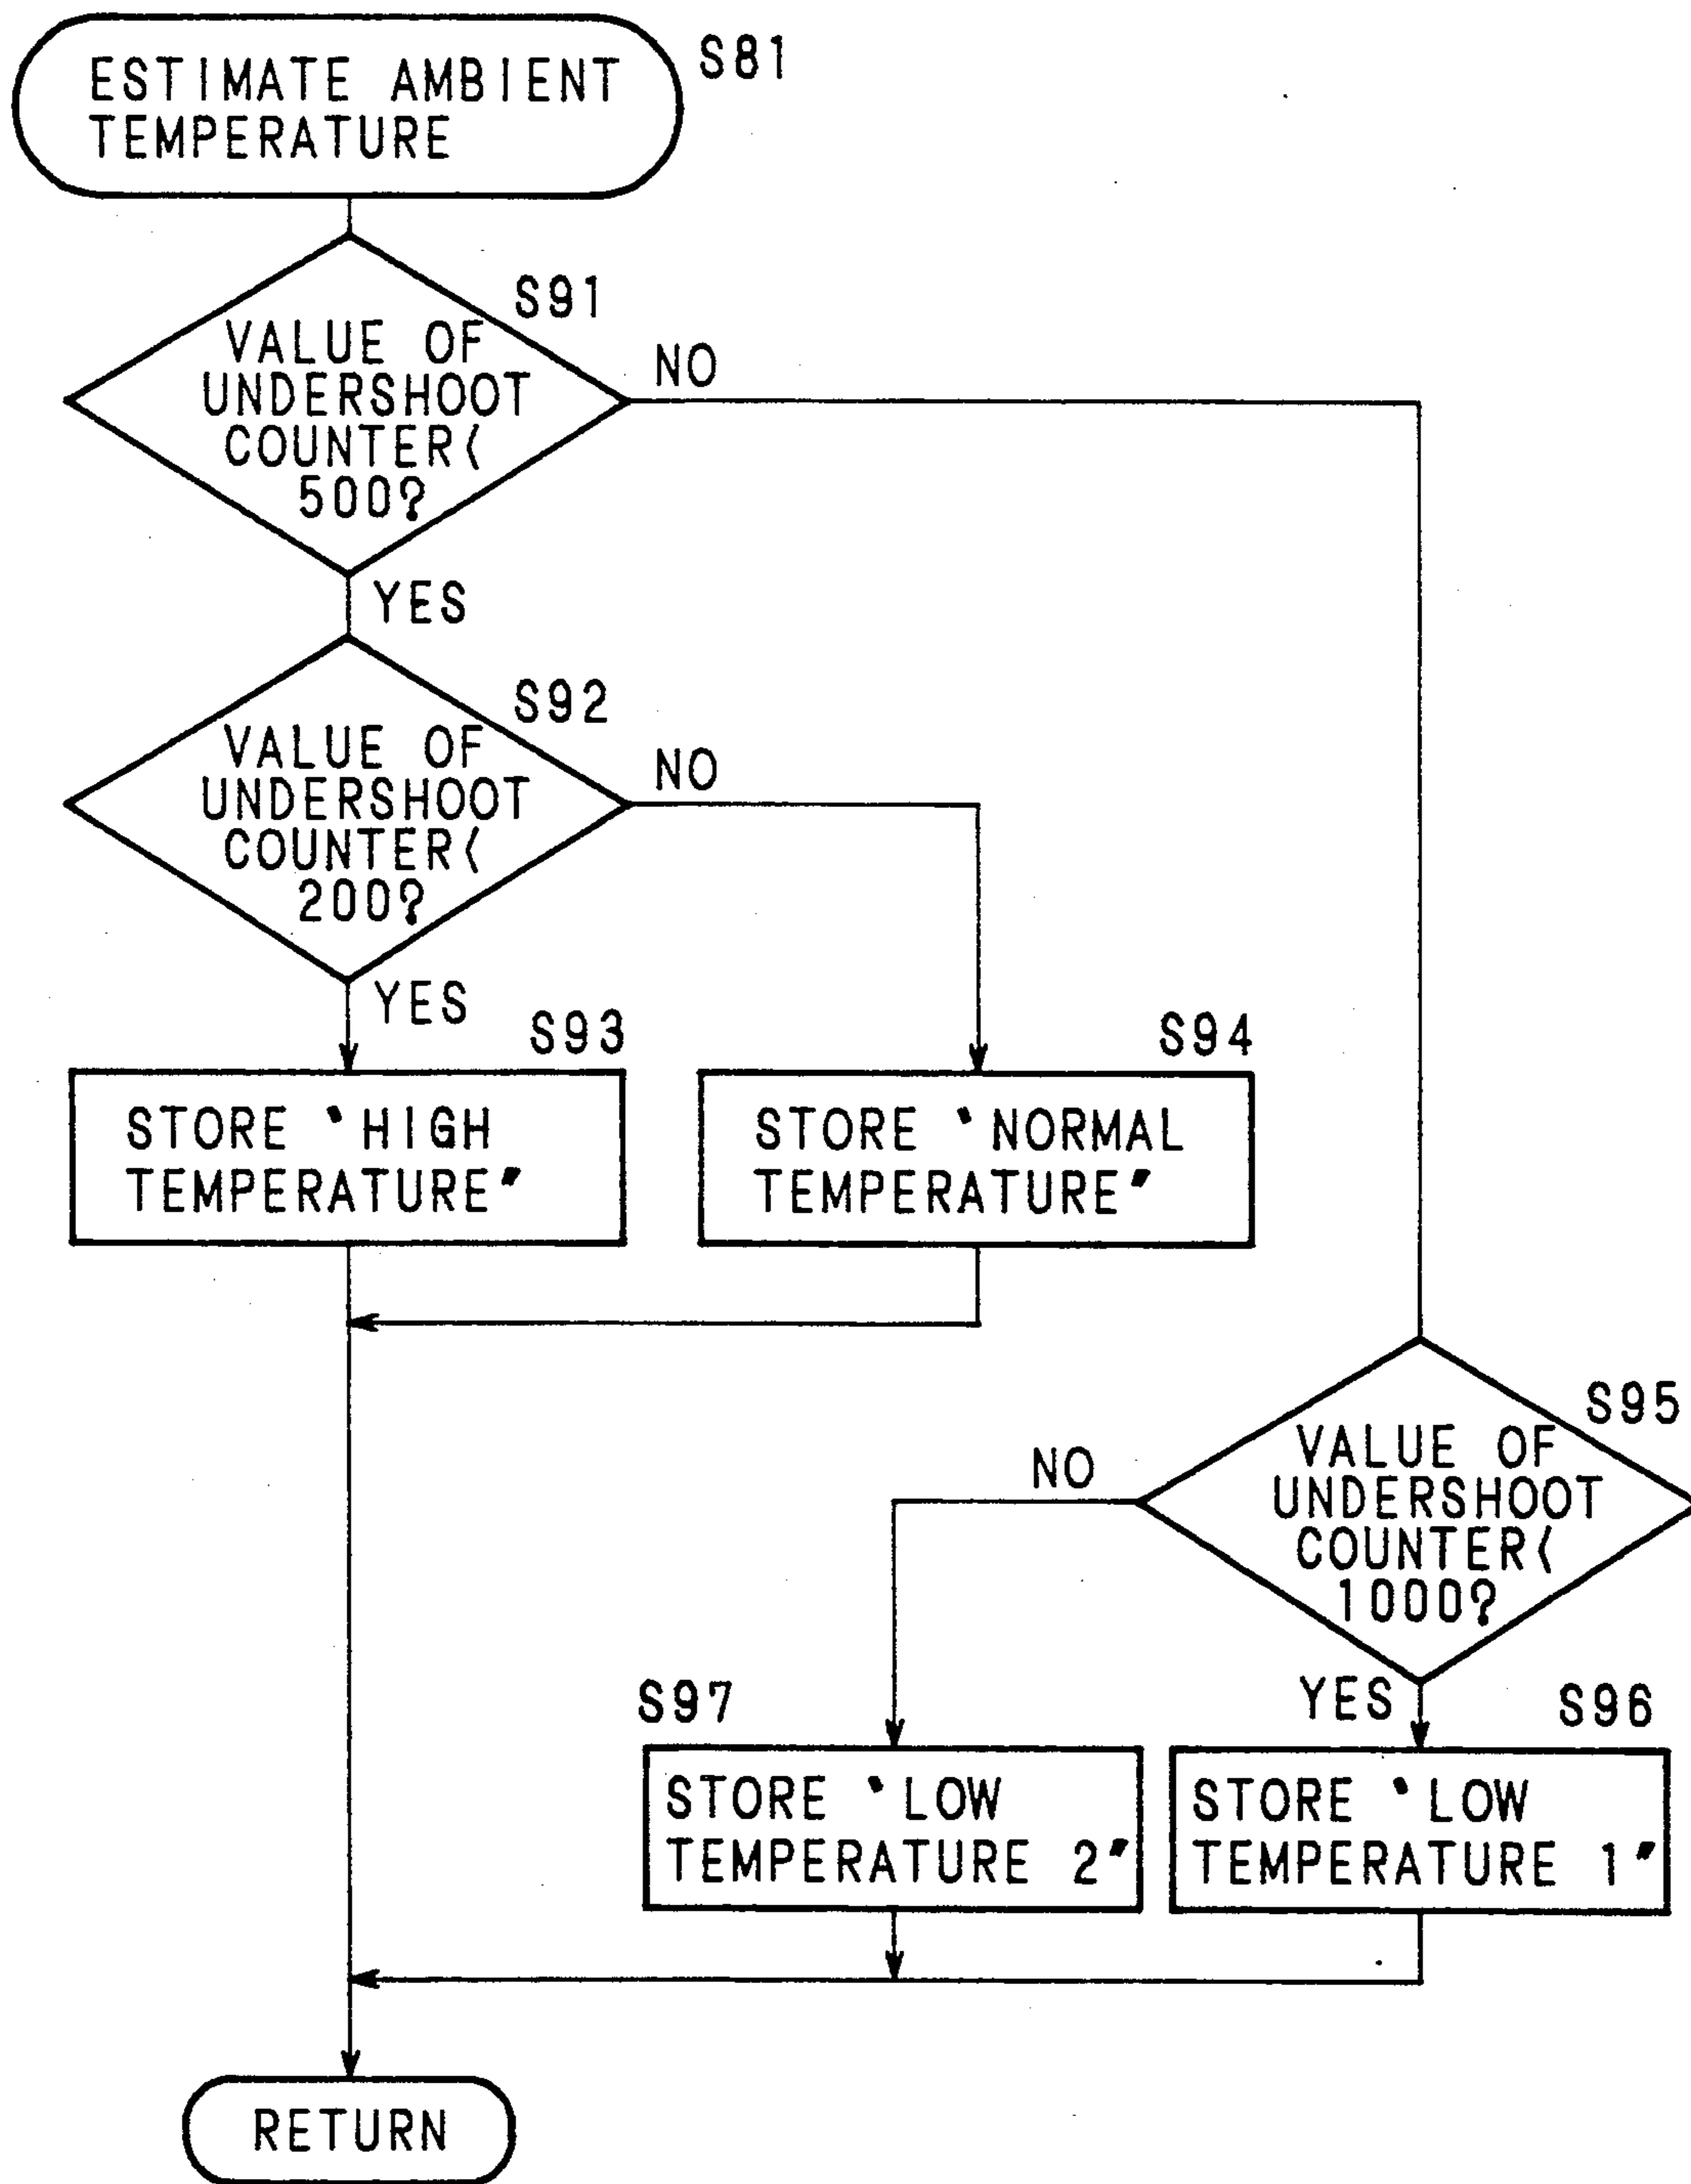 ESTIMATE AMBIENT
TEMPERATURE
S81
S91
VALUE OF
UNDERSHOOT
COUNTER<
500?
NO
YES
S92
VALUE OF
UNDERSHOOT
COUNTER<
200?
NO
YES
S93
STORE "HIGH
TEMPERATURE"
S94
STORE "NORMAL
TEMPERATURE"
S95
VALUE OF
UNDERSHOOT
COUNTER<
1000?
NO
YES
S97
STORE "LOW
TEMPERATURE 2"
S96
STORE "LOW
TEMPERATURE 1"
RETURN